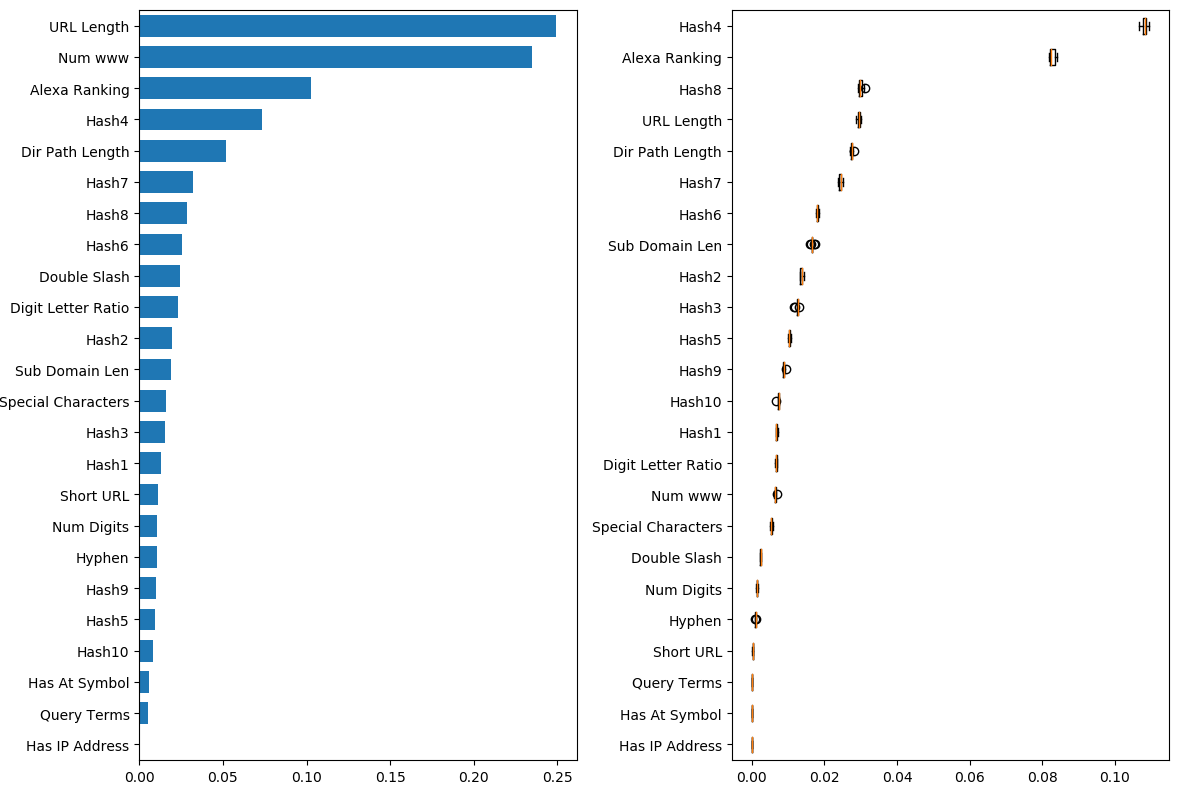 URL Length
Num www
Alexa Ranking
Hash4
Dir Path Length
Hash7
Hash8
Hash6
Double Slash
Digit Letter Ratio
Hash2
Sub Domain Len
Special Characters
Hash3
Hash1
Short URL
Num Digits
Hyphen
Hash9
Hash5
Hash10
Has At Symbol
Query Terms
Has IP Address
0.00 0.05 0.10 0.15 0.20 0.25
Hash4
Alexa Ranking
Hash8
URL Length
Dir Path Length
Hash7
Hash6
Sub Domain Len
Hash2
Hash3
Hash5
Hash9
Hash10
Hash1
Digit Letter Ratio
Num www
Special Characters
Double Slash
Num Digits
Hyphen
Short URL
Query Terms
Has At Symbol
Has IP Address
0.00 0.02 0.04 0.06 0.08 0.10